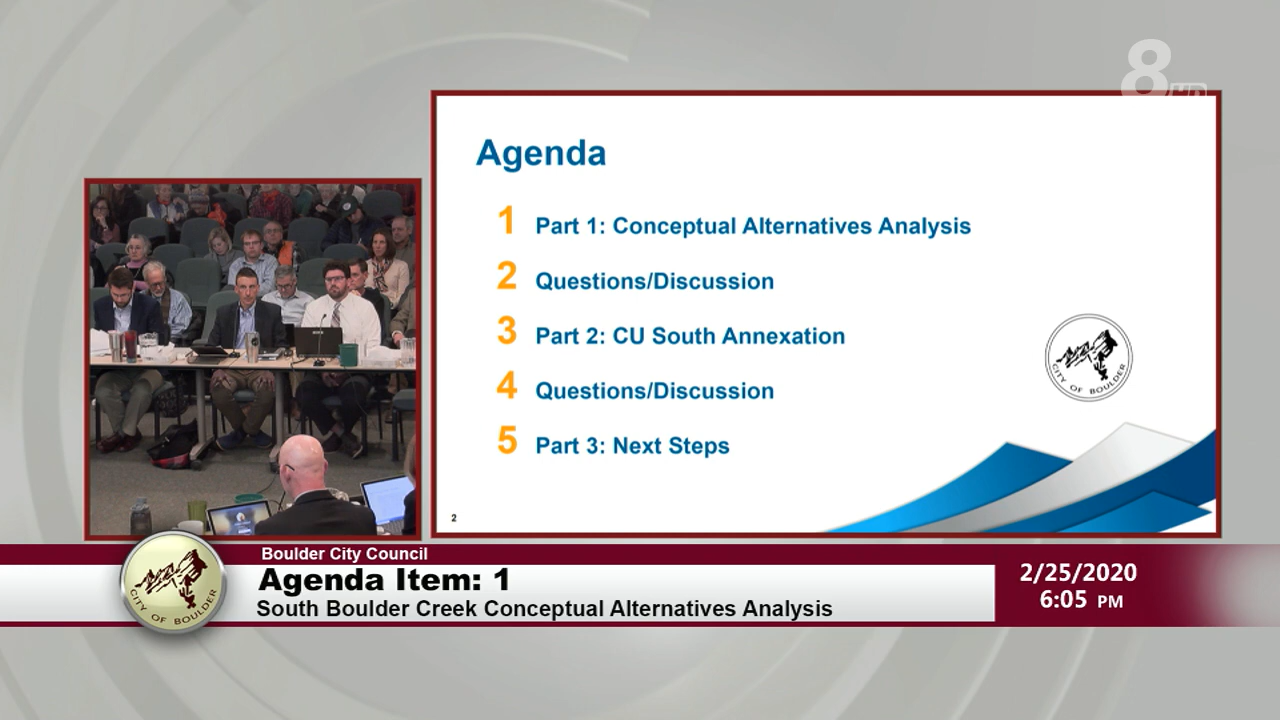 8HD
Agenda
1 Part 1: Conceptual Alternatives Analysis
2 Questions/Discussion
3 Part 2: CU South Annexation
4 Questions/Discussion
5 Part 3: Next Steps
CITY OF BOULDER
2
Boulder City Council
Agenda Item: 1
South Boulder Creek Conceptual Alternatives Analysis
CITY OF BOULDER
2/25/2020
6:05 PM